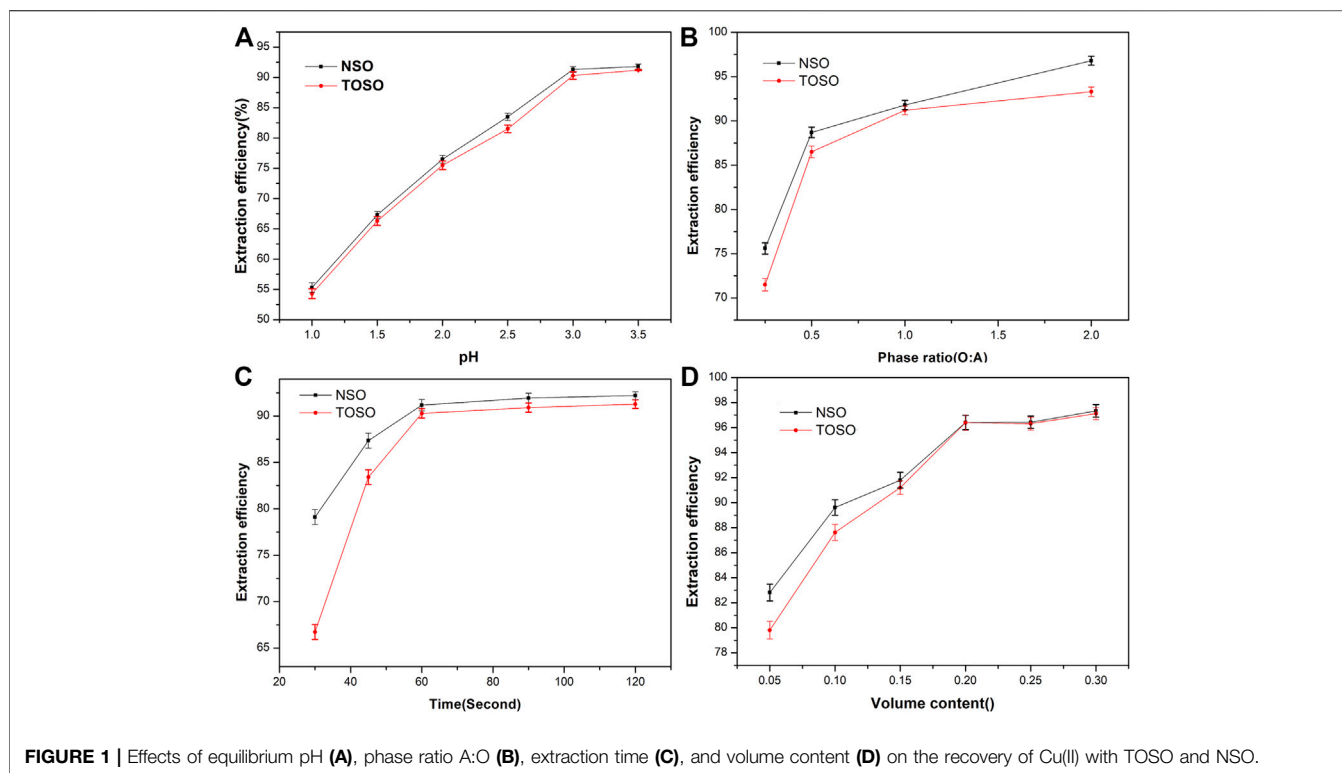 A
NSO
TOSO
Extraction efficiency(%)
95
90
85
80
75
70
65
60
55
50
1.0 1.5 2.0 2.5 3.0 3.5
pH
B
NSO
TOSO
Extraction efficiency
100
95
90
85
80
75
70
0.5 1.0 1.5 2.0
Phase ratio(O:A)
C
NSO
TOSO
Extraction efficiency
90
85
80
75
70
65
20 40 60 80 100 120
Time(Second)
D
NSO
TOSO
Extraction efficiency
98
96
94
92
90
88
86
84
82
80
78
0.05 0.10 0.15 0.20 0.25 0.30
Volume content()
FIGURE 1 | Effects of equilibrium pH (A), phase ratio A:O (B), extraction time (C), and volume content (D) on the recovery of Cu(II) with TOSO and NSO.